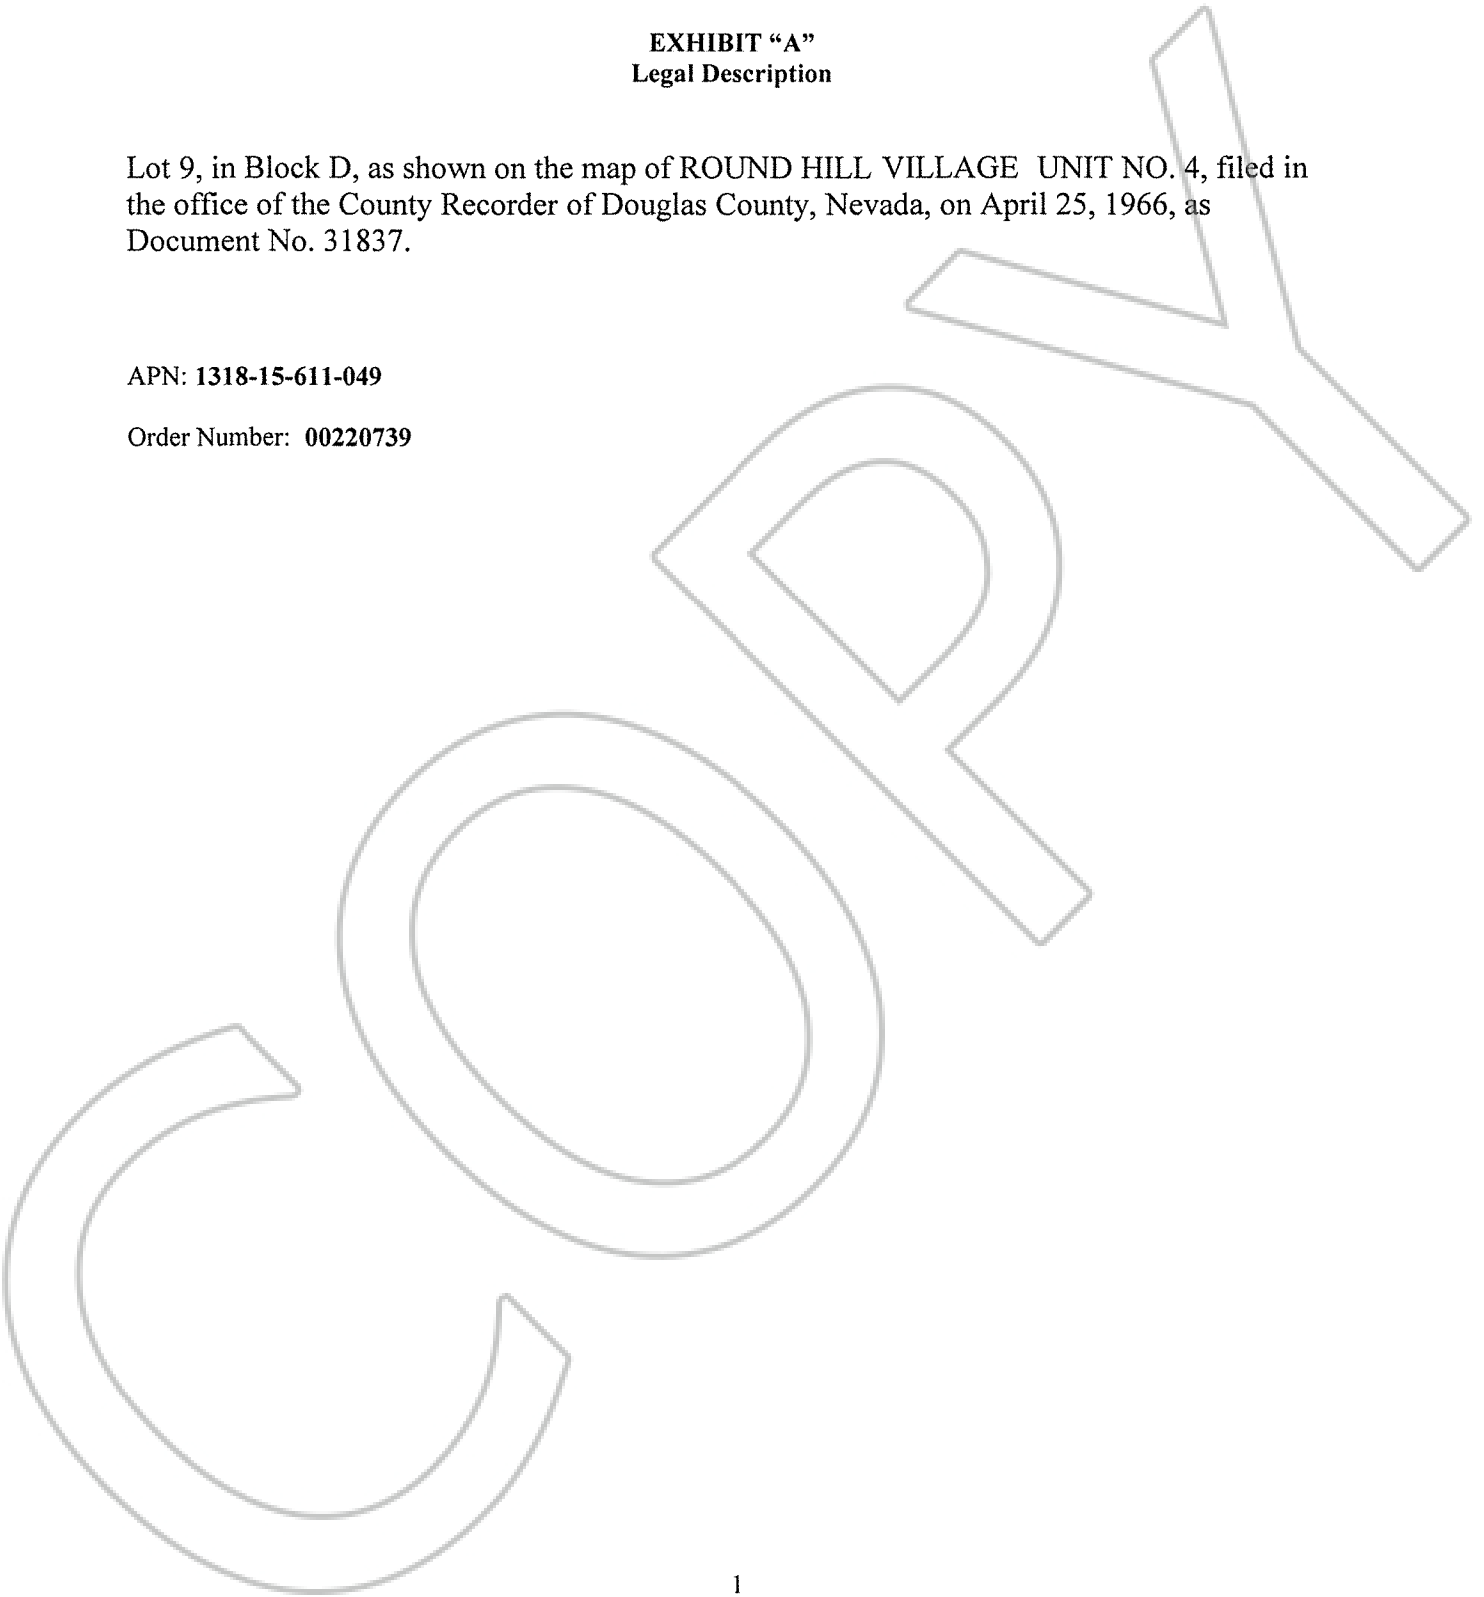 EXHIBIT “A”
Legal Description
Lot 9, in Block D, as shown on the map of ROUND HILL VILLAGE  UNIT NO. 4, filed in
the office of the County Recorder of Douglas County, Nevada, on April 25, 1966, as
Document No. 31837.
APN: 1318-15-611-049
Order Number:  00220739
COPY
1